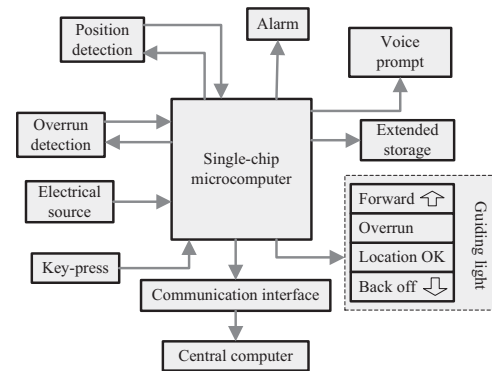 Position
detection
Alarm
Voice
prompt
Overrun
detection
Single-chip
microcomputer
Extended
storage
Electrical
source
Forward
Overrun
Location OK
Back off
Guiding light
Key-press
Communication interface
Central computer